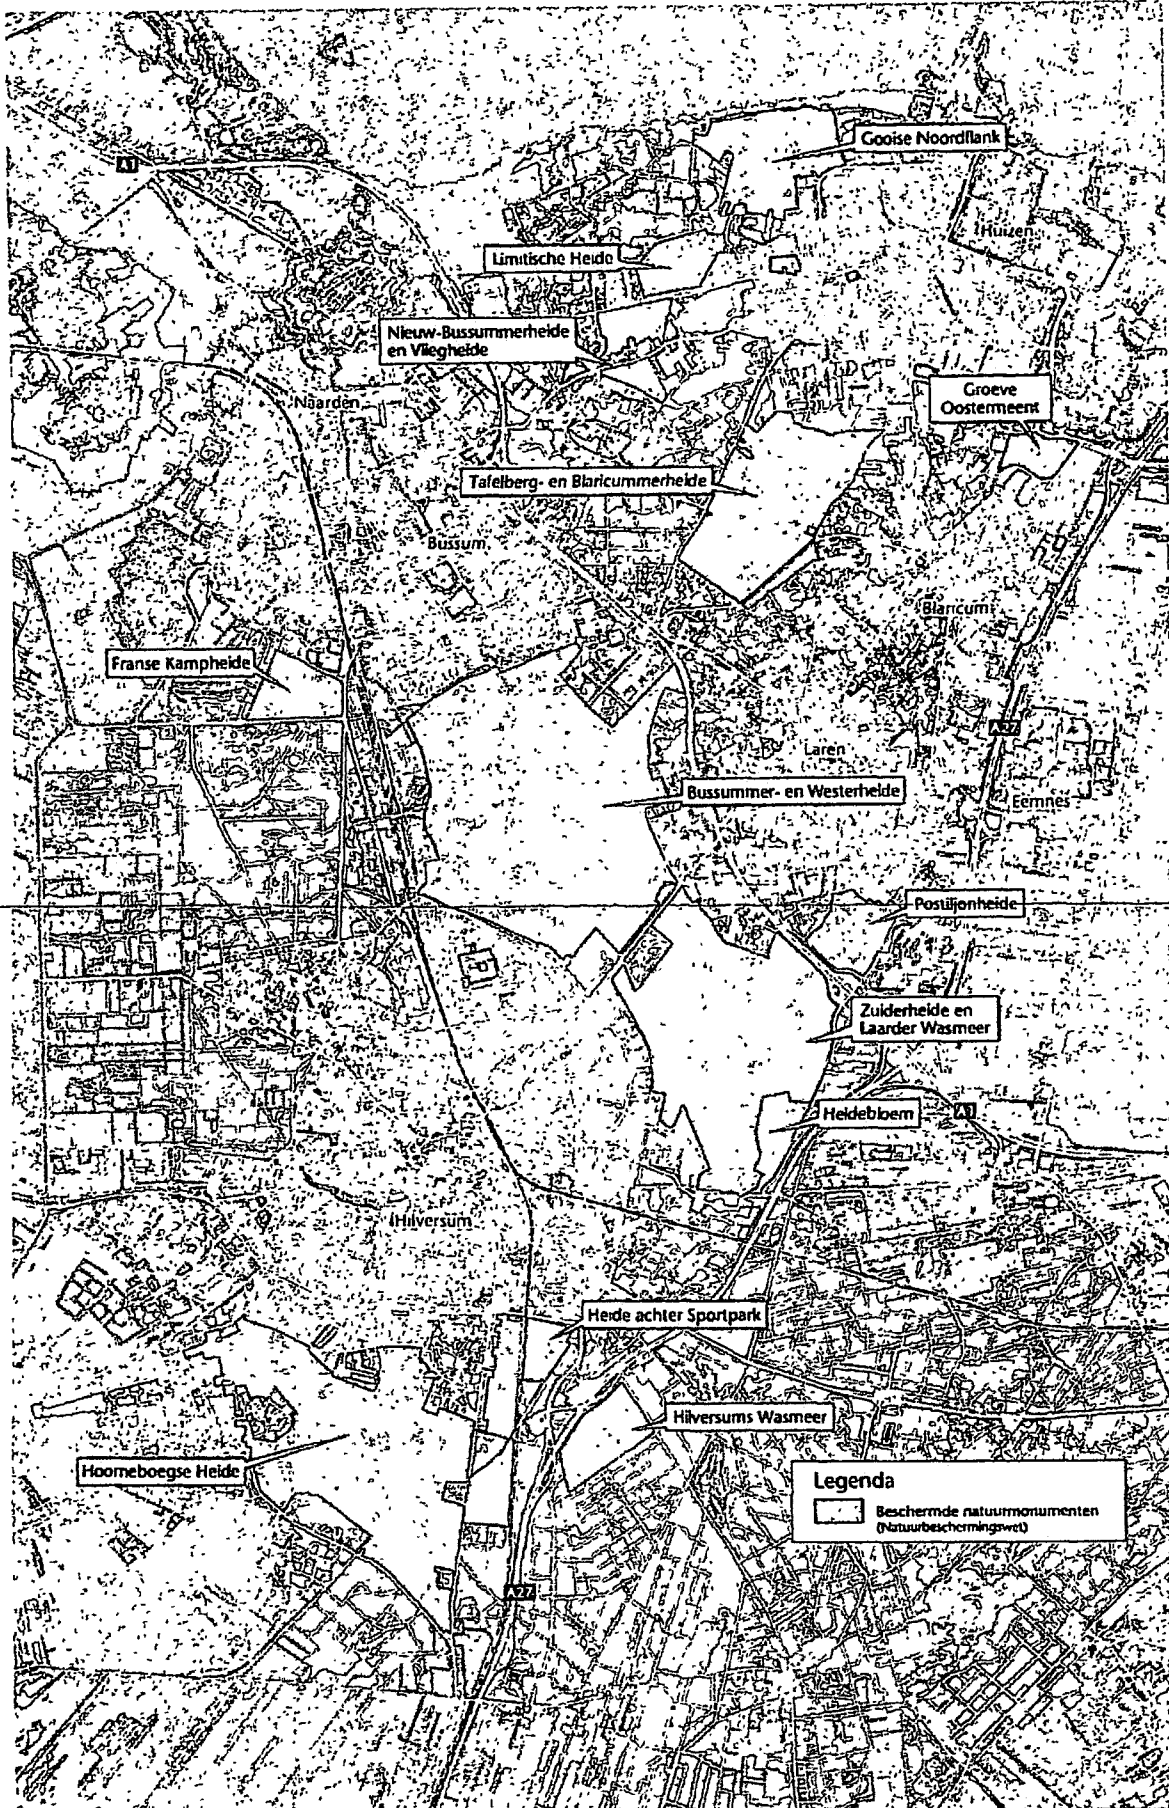 Gooise Noordflank
A1
Huizen
Limitische Heide
Nieuw-Bussummerheide
en Vliegheide
Naarden
Groeve
Oostermeent
Tafelberg- en Blaricummerheide
Bussum
Blaricum
Franse Kampheide
A27
Laren
Bussummer- en Westerheide
Eemnes
Postiljonheide
Zuiderheide en
Laarder Wasmeer
Heidebloem
A1
Hilversum
Heide achter Sportpark
Hilversums Wasmeer
Hoorneboegse Heide
Legenda
Beschermde natuurmonumenten
(Natuurbeschermingswet)
A27